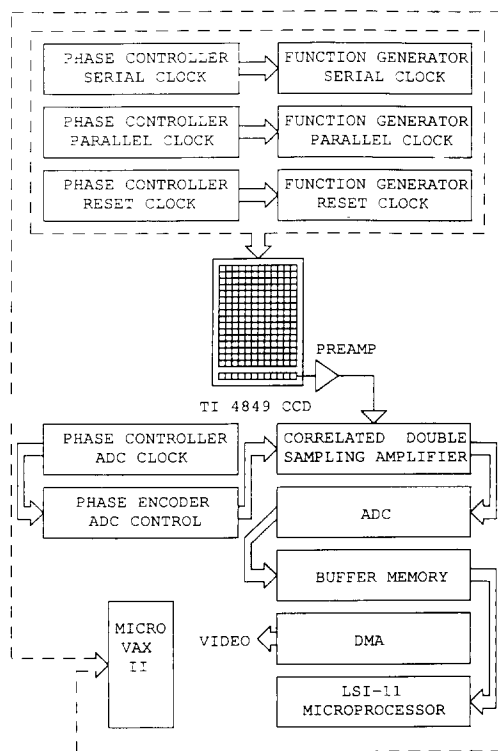 PHASE CONTROLLER
SERIAL CLOCK
FUNCTION GENERATOR
SERIAL CLOCK
PHASE CONTROLLER
PARALLEL CLOCK
FUNCTION GENERATOR
PARALLEL CLOCK
PHASE CONTROLLER
RESET CLOCK
FUNCTION GENERATOR
RESET CLOCK
PREAMP
TI 4849 CCD
PHASE CONTROLLER
ADC CLOCK
CORRELATED DOUBLE
SAMPLING AMPLIFIER
PHASE ENCODER
ADC CONTROL
ADC
BUFFER MEMORY
MICRO
VAX
II
VIDEO
DMA
LSI-11
MICROPROCESSOR